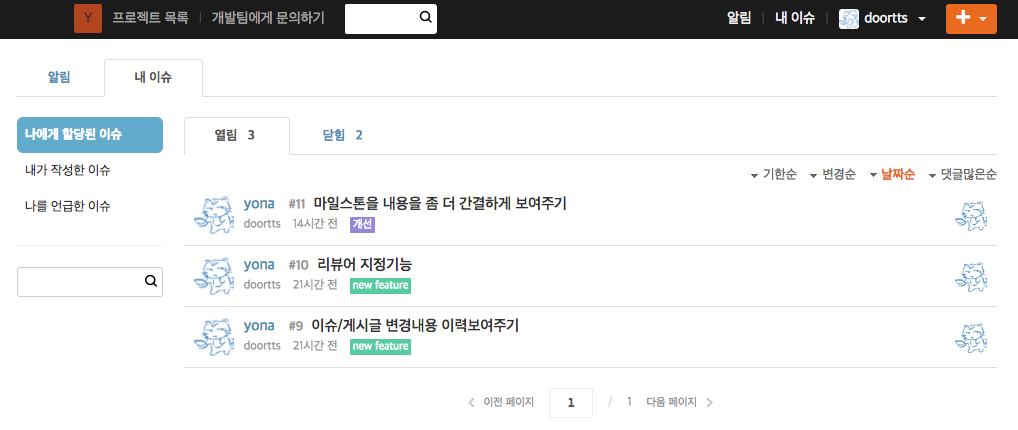 Y 프로젝트 목록 | 개발팀에게 문의하기 알림 | 내 이슈 | doortts
알림 내 이슈
나에게 할당된 이슈
내가 작성한 이슈
나를 언급한 이슈
열림 3 닫힘 2
기한순 변경순 날짜순 댓글많은순
yona #11 마일스톤을 내용을 좀 더 간결하게 보여주기
doortts 14시간 전 개선
yona #10 리뷰어 지정기능
doortts 21시간 전 new feature
yona #9 이슈/게시글 변경내용 이력보여주기
doortts 21시간 전 new feature
이전 페이지 1 / 1 다음 페이지